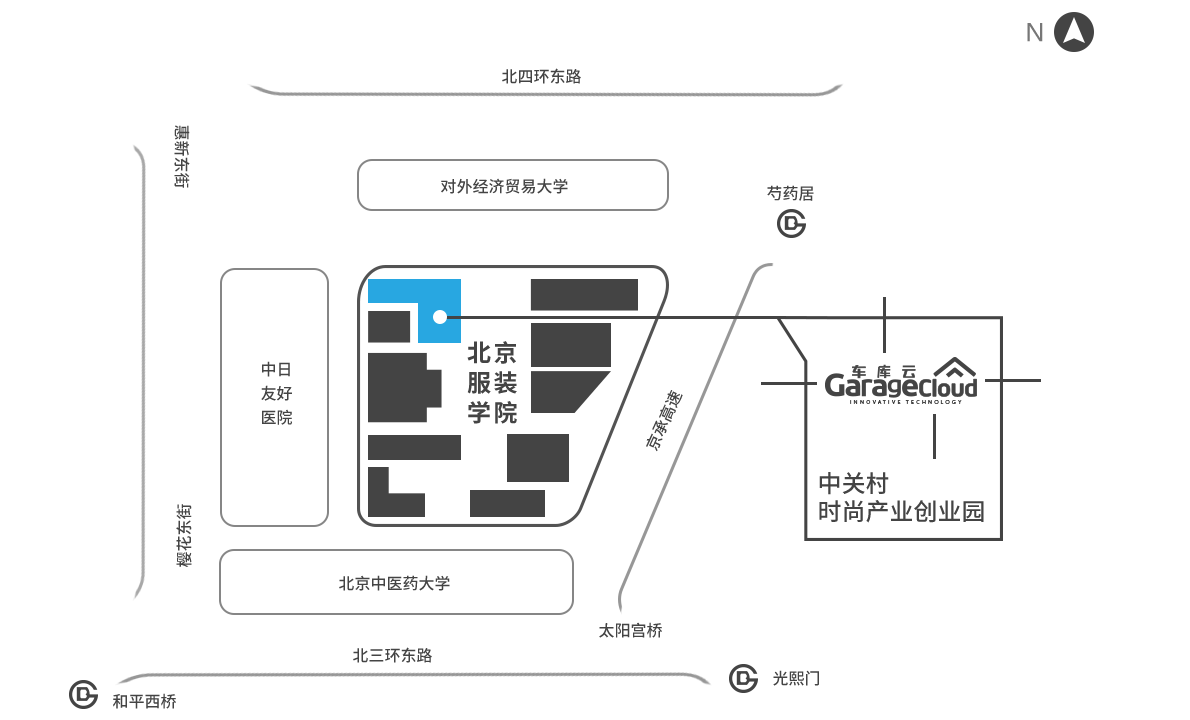 N
北四环东路
惠新东街
对外经济贸易大学
芍药居
中日
友好
医院
北京
服装
学院
京承高速
车库云
GarageCloud
INNOVATIVE TECHNOLOGY
中关村
时尚产业创业园
樱花东街
北京中医药大学
太阳宫桥
北三环东路
和平西桥
光熙门